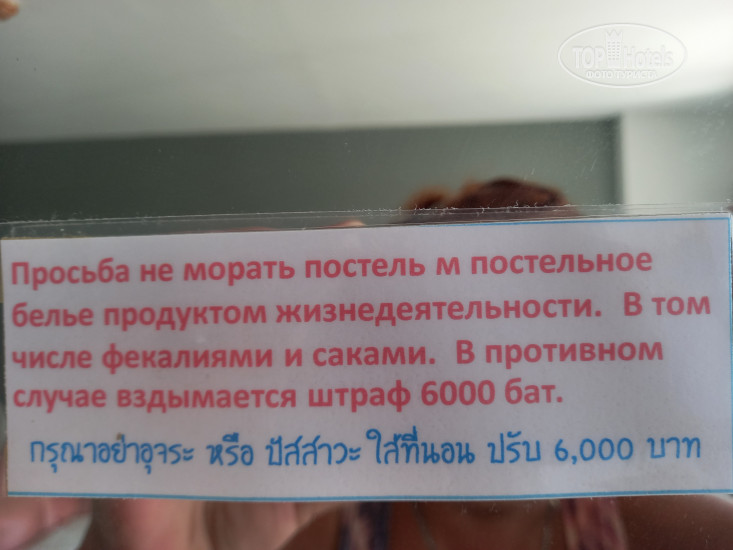 TOP Hotels
ФОТО ТУРИСТА
Просьба не морать постель м постельное
белье продуктом жизнедеятельности. В том
числе фекалиями и саками. В противном
случае вздымается штраф 6000 бат.
กรุณาอย่าอุจระ หรือ ปัสสาวะ ใส่ที่นอน ปรับ 6,000 บาท